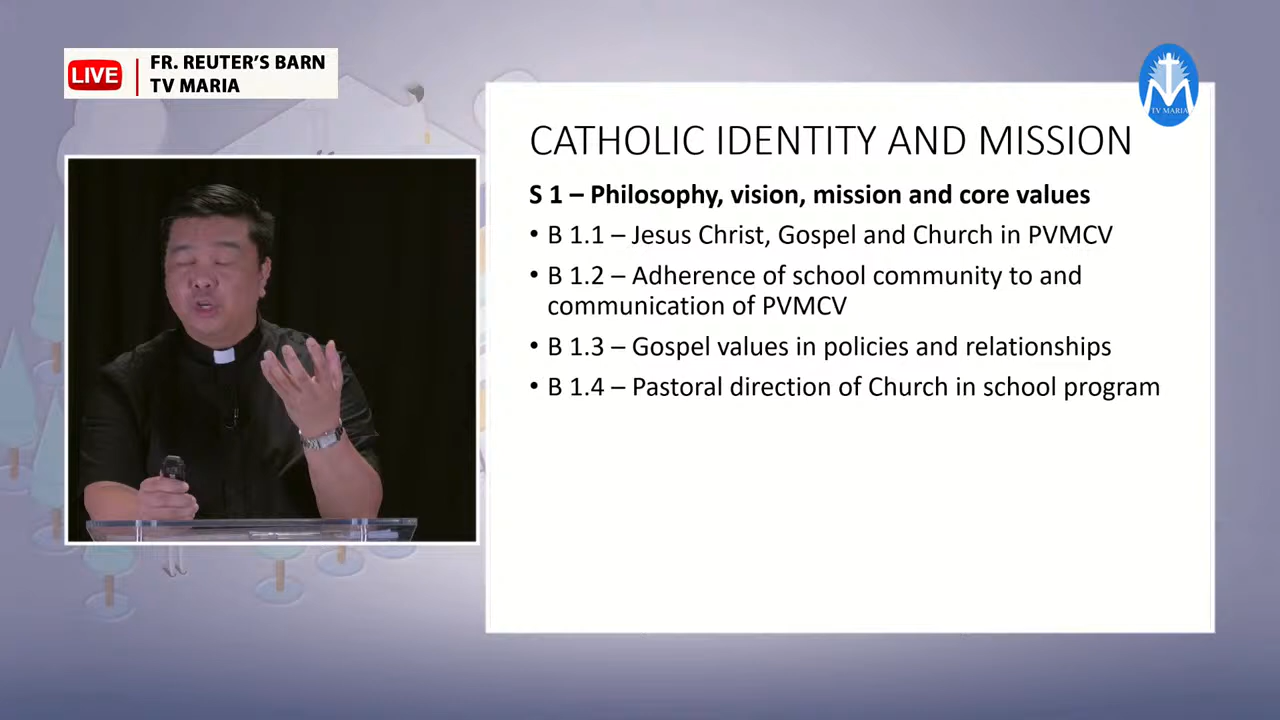 LIVE
FR. REUTER'S BARN
TV MARIA
TV MARIA
CATHOLIC IDENTITY AND MISSION
S 1 – Philosophy, vision, mission and core values
• B 1.1 – Jesus Christ, Gospel and Church in PVMCV
• B 1.2 – Adherence of school community to and
communication of PVMCV
• B 1.3 – Gospel values in policies and relationships
• B 1.4 – Pastoral direction of Church in school program